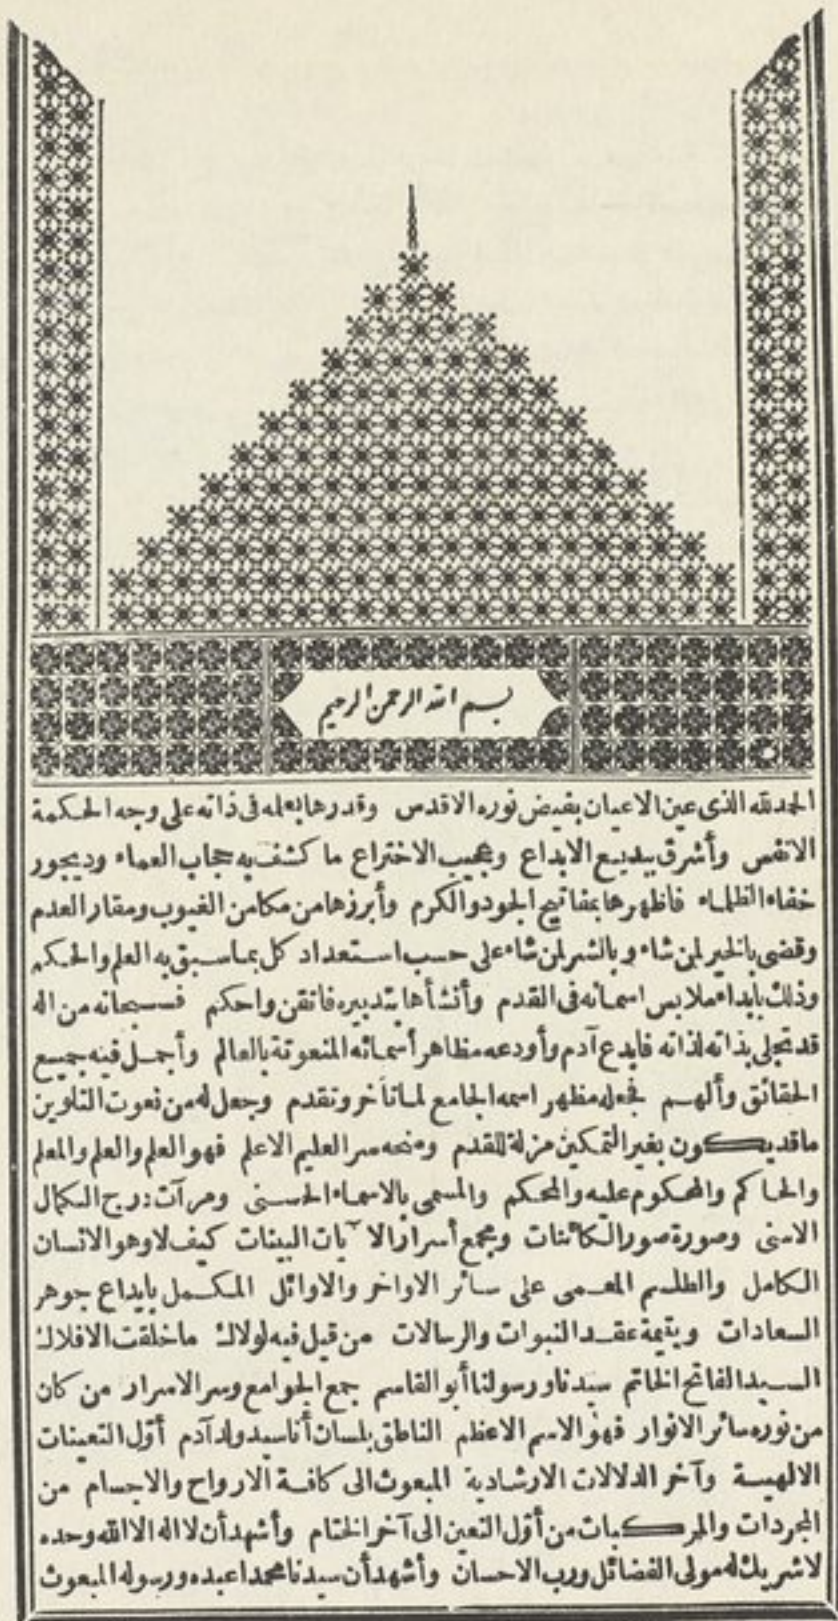 بسم الله الرحمن الرحيم
الحمد لله الذى عين الاعيان بفيض نوره الاقدس وقدرها بعلمه فى ذاته على وجه الحكمة
الانفس وأشرق ببديع الابداع وعجيب الاختراع ما كشف به حجاب العماء وديجور
خفاء الظلماء فاظهرها بمفاتيح الجود والكرم وأبرزها من مكامن الغيوب ومقار العدم
وقضى بالخير لمن شاء وبالشر لمن شاء على حسب استعداد كل بما سبق به العلم والحكم
وذلك بابداء ملابس اسمائه فى القدم وأنشأها بتدبيره فاتقن واحكم فسبحانه من اله
قد تجلى بذاته لذاته فابدع آدم وأودعه مظاهر أسمائه المنعوتة بالعالم وأجمل فيه جميع
الحقائق وألهم فجعله مظهر اسمه الجامع لما تأخر وتقدم وجعل له من نعوت التلوين
ما قد يكون بغير التمكين مزلة للقدم ومنحه سر العليم الاعلم فهو العلم والعلم والمعلم
والحاكم والمحكوم عليه والمحكم والمسمى بالاسماء الحسنى ومرآت درج الكمال
الاسنى وصورة صور الكائنات ومجمع أسرار الآيات البينات كيف لا وهو الانسان
الكامل والطلسم المعمى على سائر الاواخر والاوائل المكمل بايداع جوهر
السعادات ويتيمة عقد النبوات والرسالات من قيل فيه لولاك ما خلقت الافلاك
السيد الفاتح الخاتم سيدنا ورسولنا أبو القاسم جمع الجوامع وسر الاسرار من كان
من نوره سائر الانوار فهو الاسم الاعظم الناطق بلسان أنا سيد ولد آدم أول التعينات
الالهية وآخر الدلالات الارشادية المبعوث الى كافة الارواح والاجسام من
المجردات والمركبات من أول التعين الى آخر الختام وأشهد أن لا اله الا الله وحده
لا شريك له مولى الفضائل ورب الاحسان وأشهد أن سيدنا محمدا عبده ورسوله المبعوث